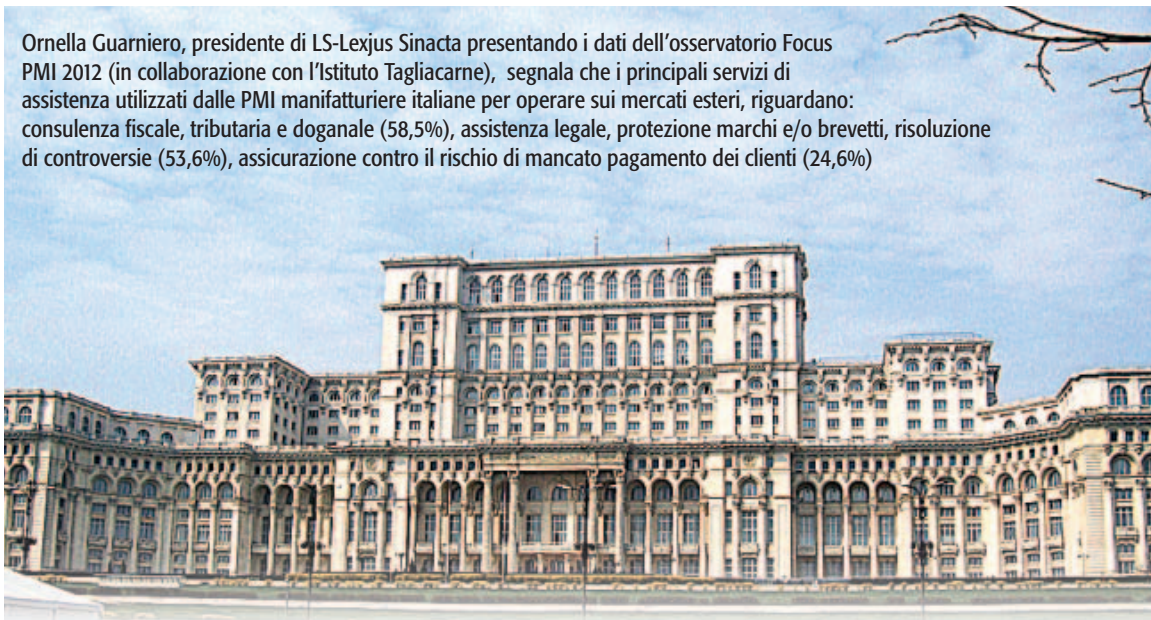 Ornella Guarniero, presidente di LS-Lexjus Sinacta presentando i dati dell’osservatorio Focus
PMI 2012 (in collaborazione con l’Istituto Tagliacarne), segnala che i principali servizi di
assistenza utilizzati dalle PMI manifatturiere italiane per operare sui mercati esteri, riguardano:
consulenza fiscale, tributaria e doganale (58,5%), assistenza legale, protezione marchi e/o brevetti, risoluzione
di controversie (53,6%), assicurazione contro il rischio di mancato pagamento dei clienti (24,6%)